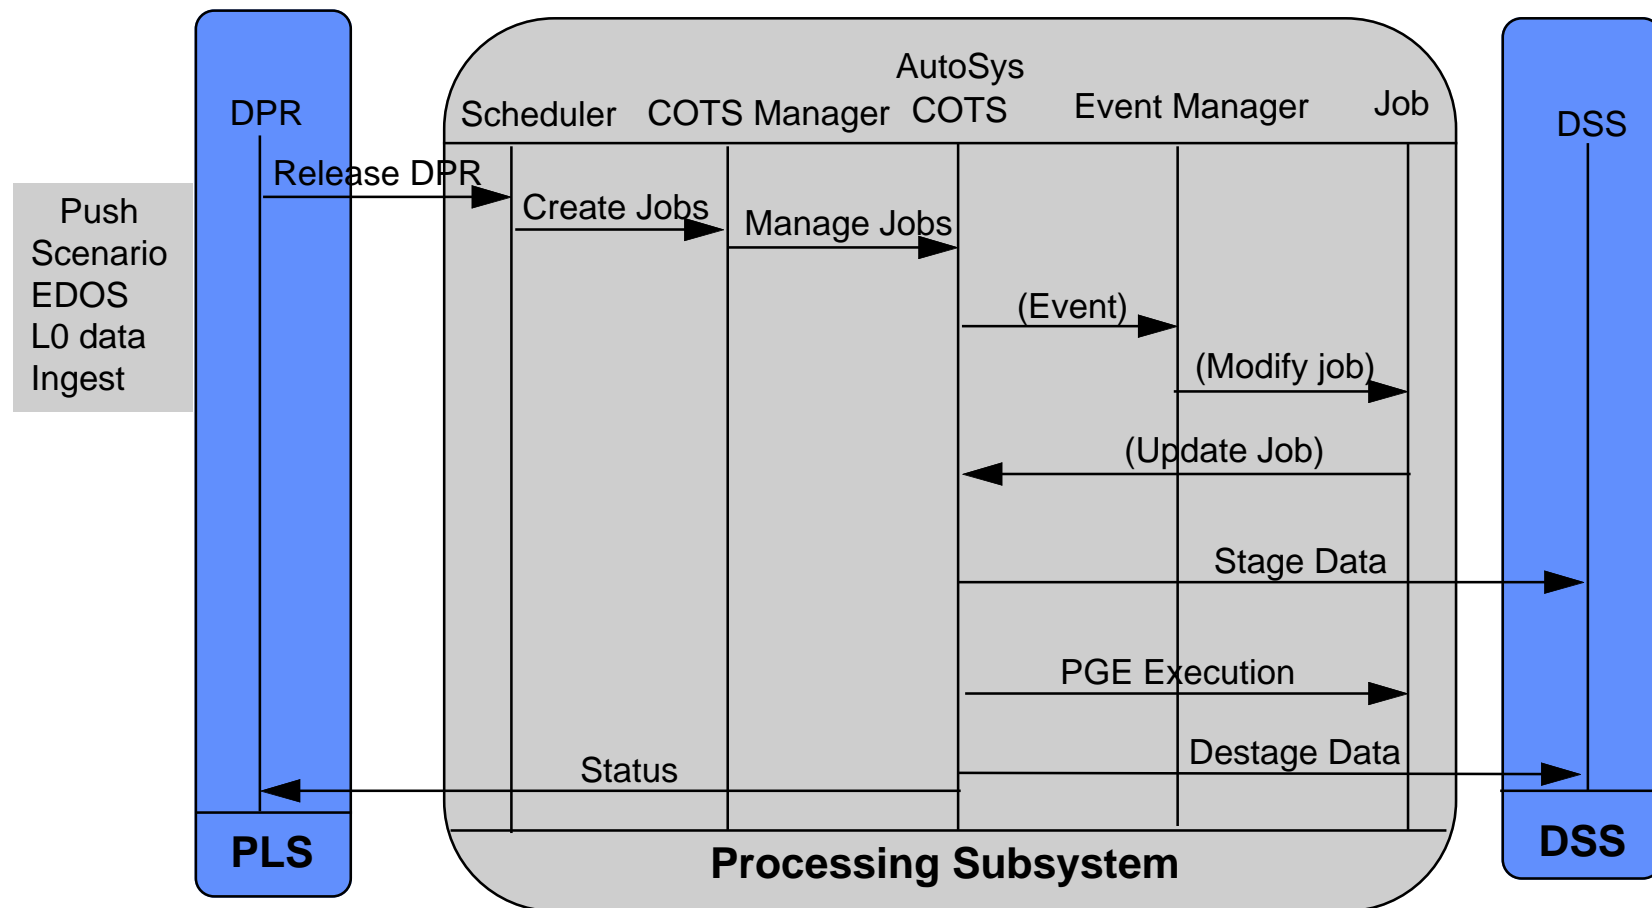 AutoSys
DPR
Scheduler
COTS Manager
COTS
Event Manager
Job
DSS
Release DPR
Push
Scenario
EDOS
L0 data
Ingest
Create Jobs
Manage Jobs
(Event)
(Modify job)
(Update Job)
Stage Data
PGE Execution
Destage Data
Status
PLS
Processing Subsystem
DSS